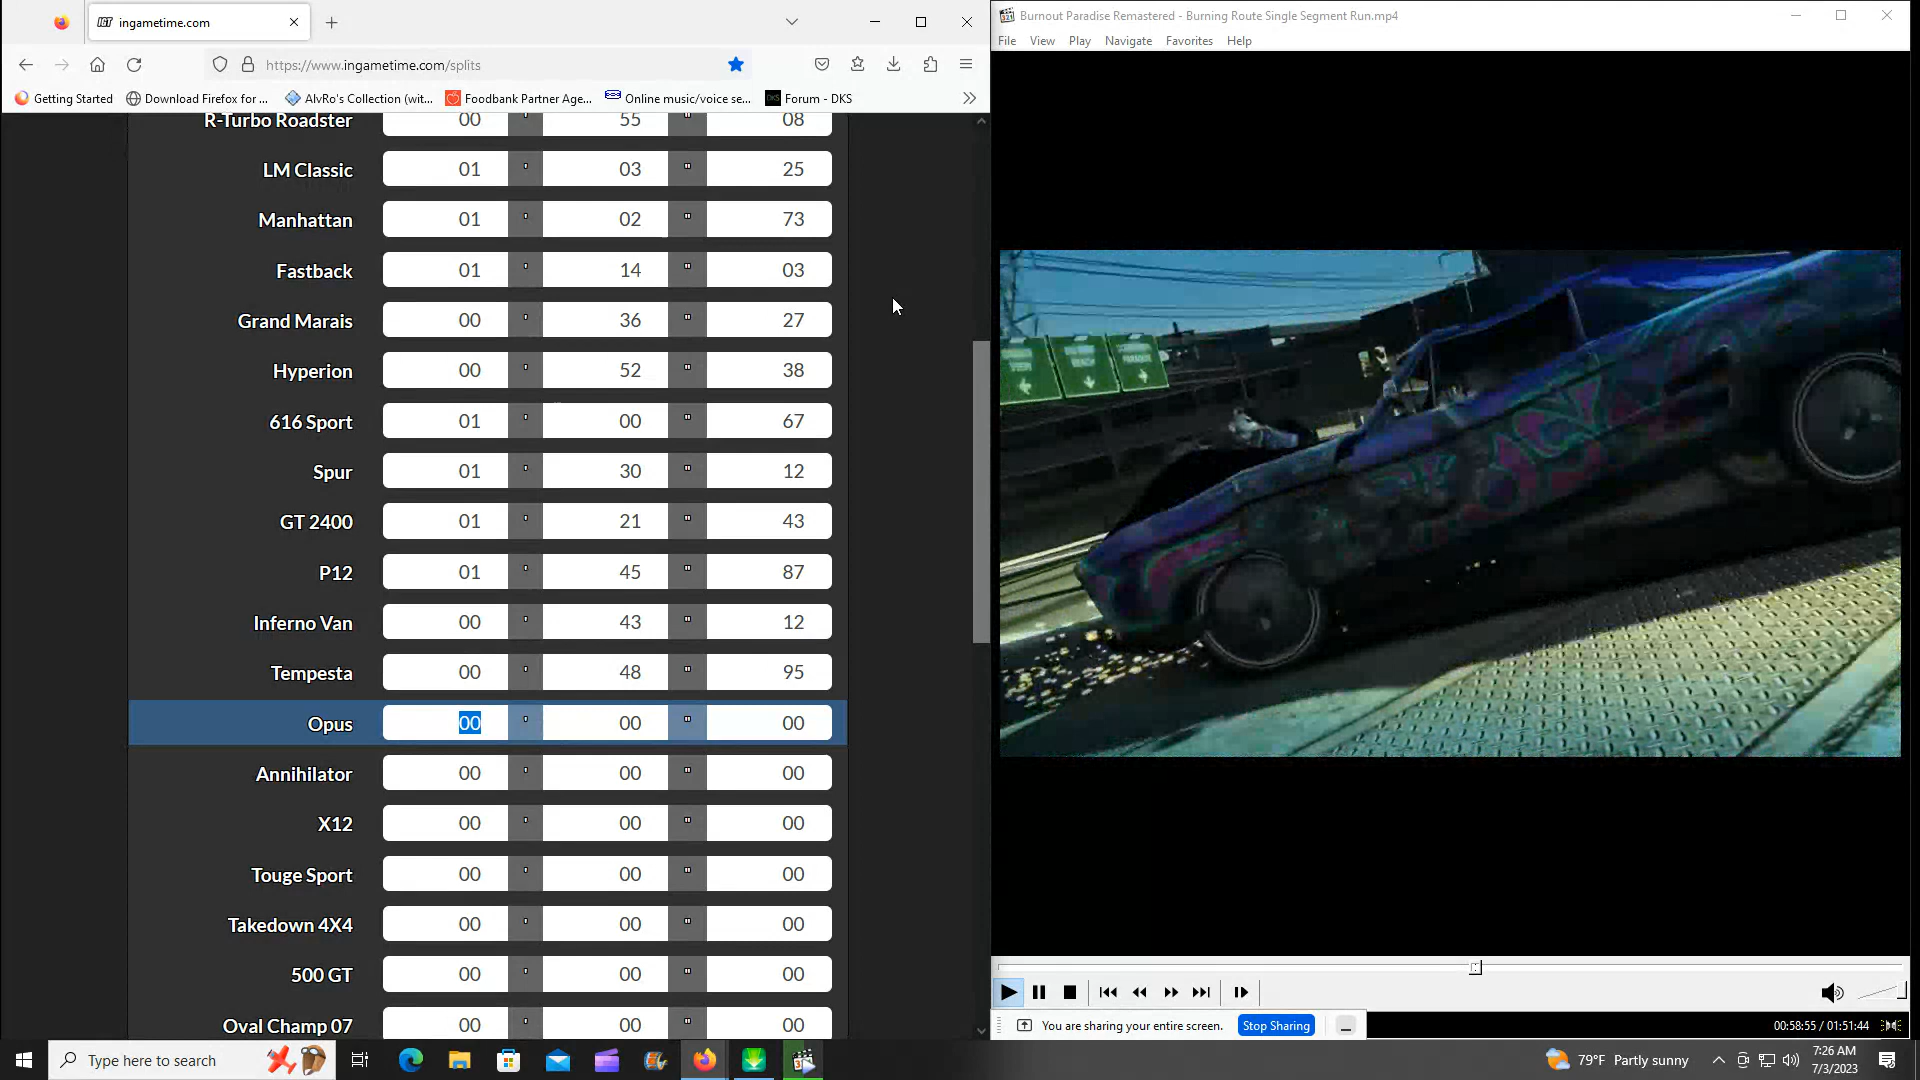 ingametime.com
Burnout Paradise Remastered - Burning Route Single Segment Run.mp4
File View Play Navigate Favorites Help
https://www.ingametime.com/splits
Getting Started
Download Firefox for ...
AlvRo's Collection (wit...
Foodbank Partner Age...
Online music/voice se...
DKS Forum - DKS
R-Turbo Roadster 00 ' 55 " 08
LM Classic 01 ' 03 " 25
Manhattan 01 ' 02 " 73
Fastback 01 ' 14 " 03
Grand Marais 00 ' 36 " 27
Hyperion 00 ' 52 " 38
616 Sport 01 ' 00 " 67
Spur 01 ' 30 " 12
GT 2400 01 ' 21 " 43
P12 01 ' 45 " 87
Inferno Van 00 ' 43 " 12
Tempesta 00 ' 48 " 95
Opus 00 ' 00 " 00
Annihilator 00 ' 00 " 00
X12 00 ' 00 " 00
Touge Sport 00 ' 00 " 00
Takedown 4X4 00 ' 00 " 00
500 GT 00 ' 00 " 00
Oval Champ 07 00 ' 00 " 00
You are sharing your entire screen. Stop Sharing
00:58:55 / 01:51:44
Type here to search
79°F Partly sunny
7:26 AM
7/3/2023